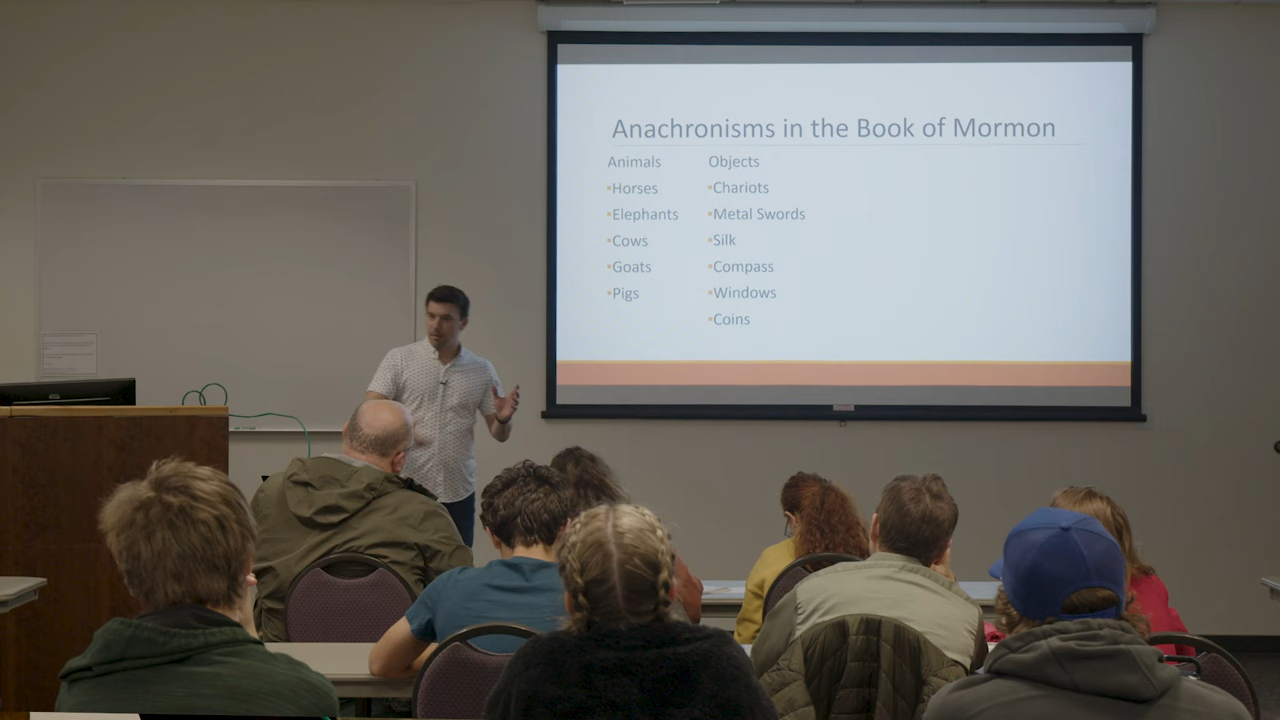 Anachronisms in the Book of Mormon
Animals
▪Horses
▪Elephants
▪Cows
▪Goats
▪Pigs
Objects
▪Chariots
▪Metal Swords
▪Silk
▪Compass
▪Windows
▪Coins